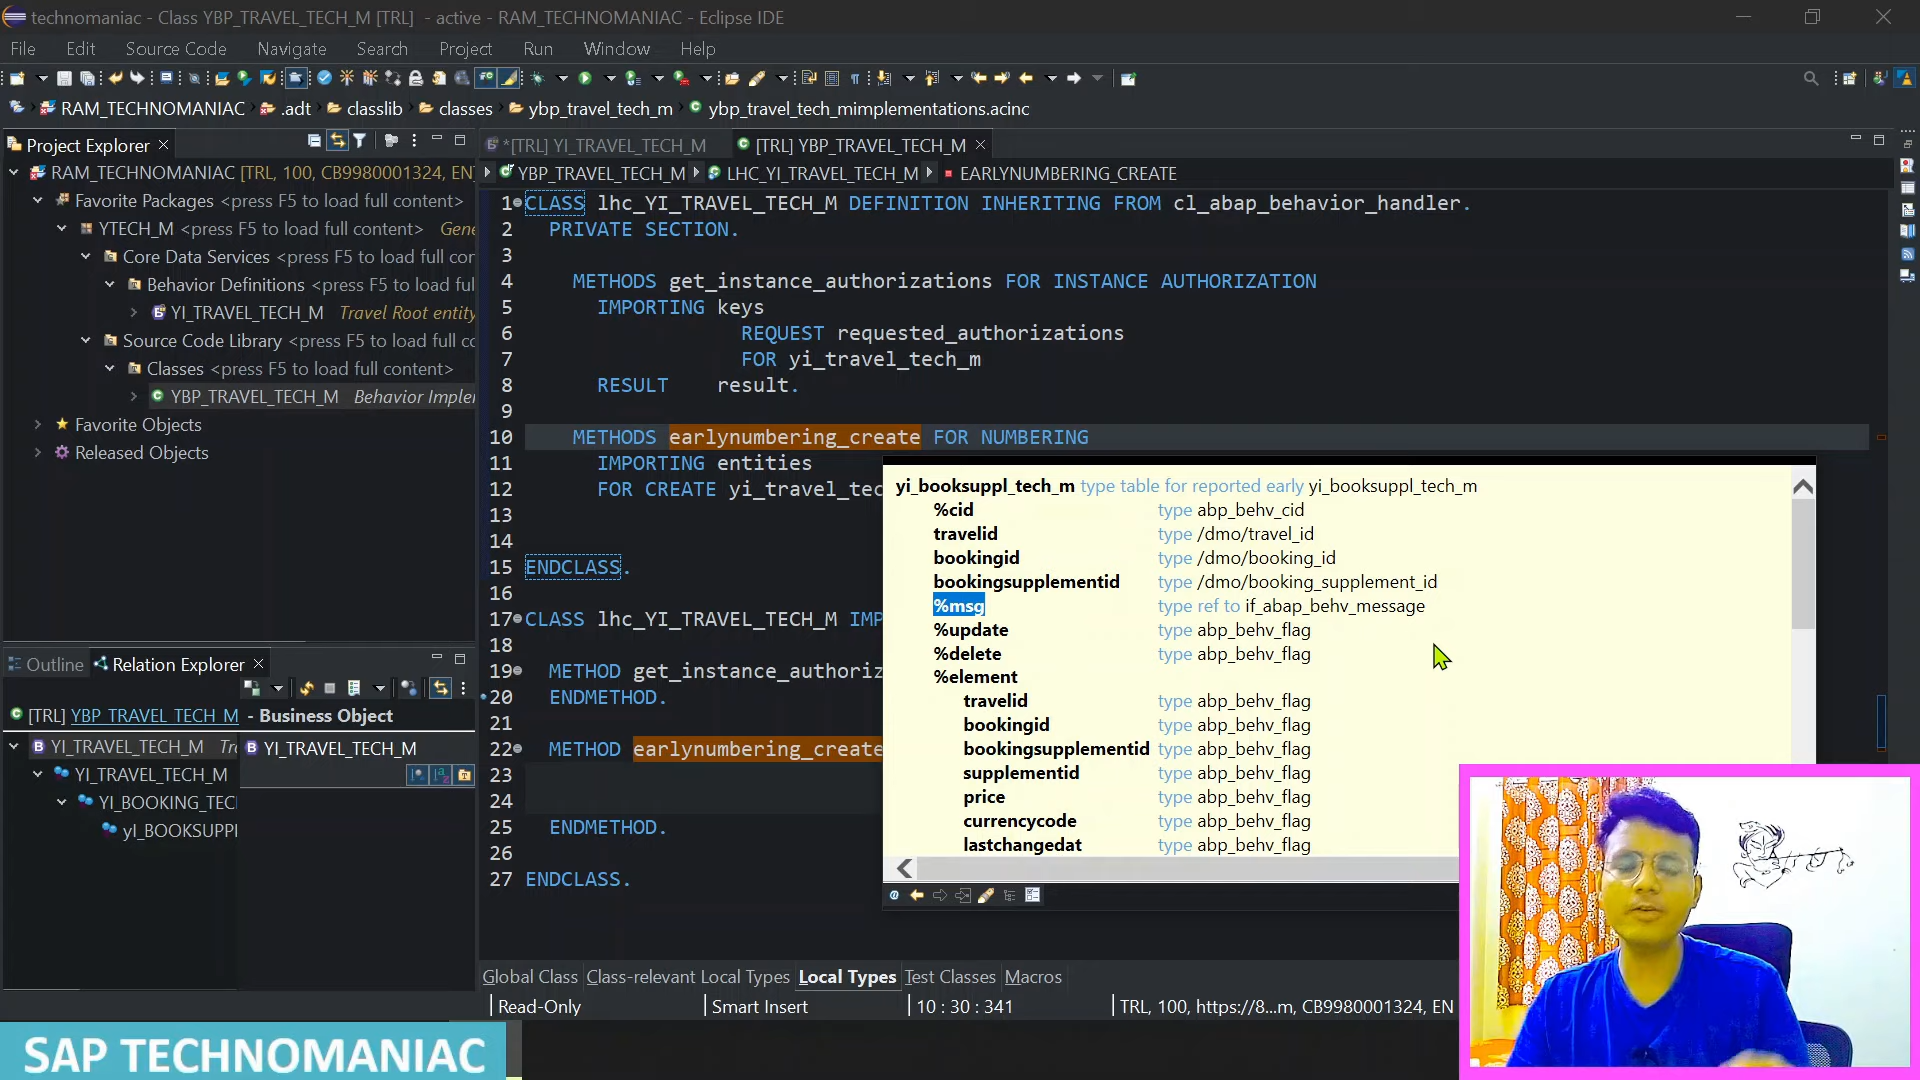 technomaniac - Class YBP_TRAVEL_TECH_M [TRL]  - active - RAM_TECHNOMANIAC - Eclipse IDE
File Edit Source Code Navigate Search Project Run Window Help
RAM_TECHNOMANIAC .adt classlib classes ybp_travel_tech_m ybp_travel_tech_mimplementations.acinc
Project Explorer
RAM_TECHNOMANIAC [TRL, 100, CB9980001324, EN]
Favorite Packages <press F5 to load full content>
YTECH_M <press F5 to load full content> Gene
Core Data Services <press F5 to load full cor
Behavior Definitions <press F5 to load fu
YI_TRAVEL_TECH_M Travel Root entity
Source Code Library <press F5 to load full cc
Classes <press F5 to load full content>
YBP_TRAVEL_TECH_M Behavior Imple
Favorite Objects
Released Objects
Outline Relation Explorer
[TRL] YBP TRAVEL TECH M - Business Object
YI_TRAVEL_TECH_M Tra
YI_TRAVEL_TECH_M
YI_BOOKING_TEC
yI_BOOKSUPPI
YI_TRAVEL_TECH_M
*[TRL] YI_TRAVEL_TECH_M [TRL] YBP_TRAVEL_TECH_M
YBP_TRAVEL_TECH_M LHC_YI_TRAVEL_TECH_M EARLYNUMBERING_CREATE
1 CLASS lhc_YI_TRAVEL_TECH_M DEFINITION INHERITING FROM cl_abap_behavior_handler.
2 PRIVATE SECTION.
3
4 METHODS get_instance_authorizations FOR INSTANCE AUTHORIZATION
5 IMPORTING keys
6 REQUEST requested_authorizations
7 FOR yi_travel_tech_m
8 RESULT result.
9
10 METHODS earlynumbering_create FOR NUMBERING
11 IMPORTING entities
12 FOR CREATE yi_travel_tec
13
14
15 ENDCLASS.
16
17 CLASS lhc_YI_TRAVEL_TECH_M IMP
18
19 METHOD get_instance_authoriz
20 ENDMETHOD.
21
22 METHOD earlynumbering_create
23
24
25 ENDMETHOD.
26
27 ENDCLASS.
yi_booksuppl_tech_m type table for reported early yi_booksuppl_tech_m
%cid type abp_behv_cid
travelid type /dmo/travel_id
bookingid type /dmo/booking_id
bookingsupplementid type /dmo/booking_supplement_id
%msg type ref to if_abap_behv_message
%update type abp_behv_flag
%delete type abp_behv_flag
%element
travelid type abp_behv_flag
bookingid type abp_behv_flag
bookingsupplementid type abp_behv_flag
supplementid type abp_behv_flag
price type abp_behv_flag
currencycode type abp_behv_flag
lastchangedat type abp_behv_flag
Global Class Class-relevant Local Types Local Types Test Classes Macros
Read-Only Smart Insert 10 : 30 : 341 TRL, 100, https://8...m, CB9980001324, EN
SAP TECHNOMANIAC